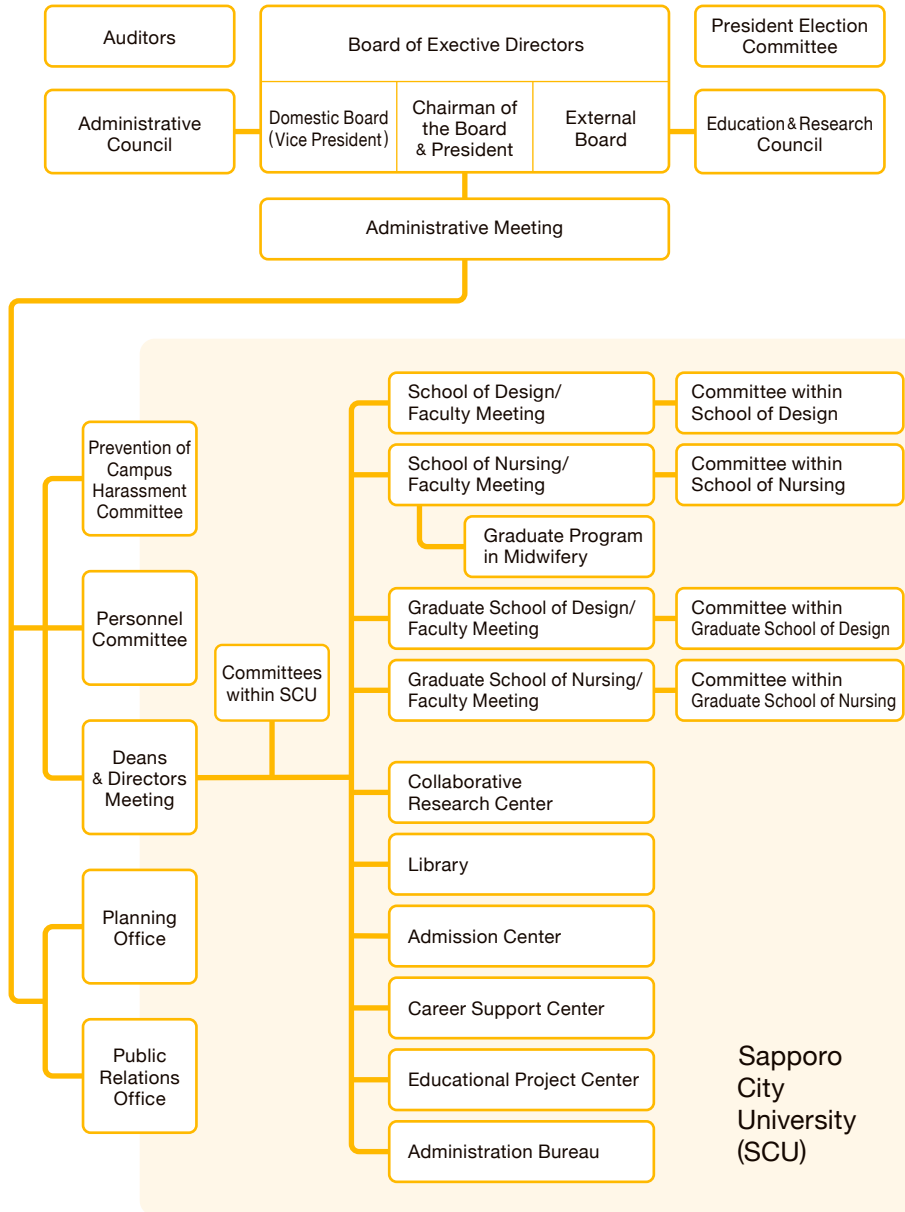 Auditors
Board of Exective Directors
President Election
Committee
Administrative
Council
Domestic Board
(Vice President)
Chairman of
the Board
& President
External
Board
Education & Research
Council
Administrative Meeting
School of Design/
Faculty Meeting
Committee within
School of Design
Prevention of
Campus
Harassment
Committee
School of Nursing/
Faculty Meeting
Committee within
School of Nursing
Graduate Program
in Midwifery
Personnel
Committee
Graduate School of Design/
Faculty Meeting
Committee within
Graduate School of Design
Committees
within SCU
Graduate School of Nursing/
Faculty Meeting
Committee within
Graduate School of Nursing
Deans
& Directors
Meeting
Collaborative
Research Center
Library
Planning
Office
Admission Center
Career Support Center
Public
Relations
Office
Educational Project Center
Administration Bureau
Sapporo
City
University
(SCU)